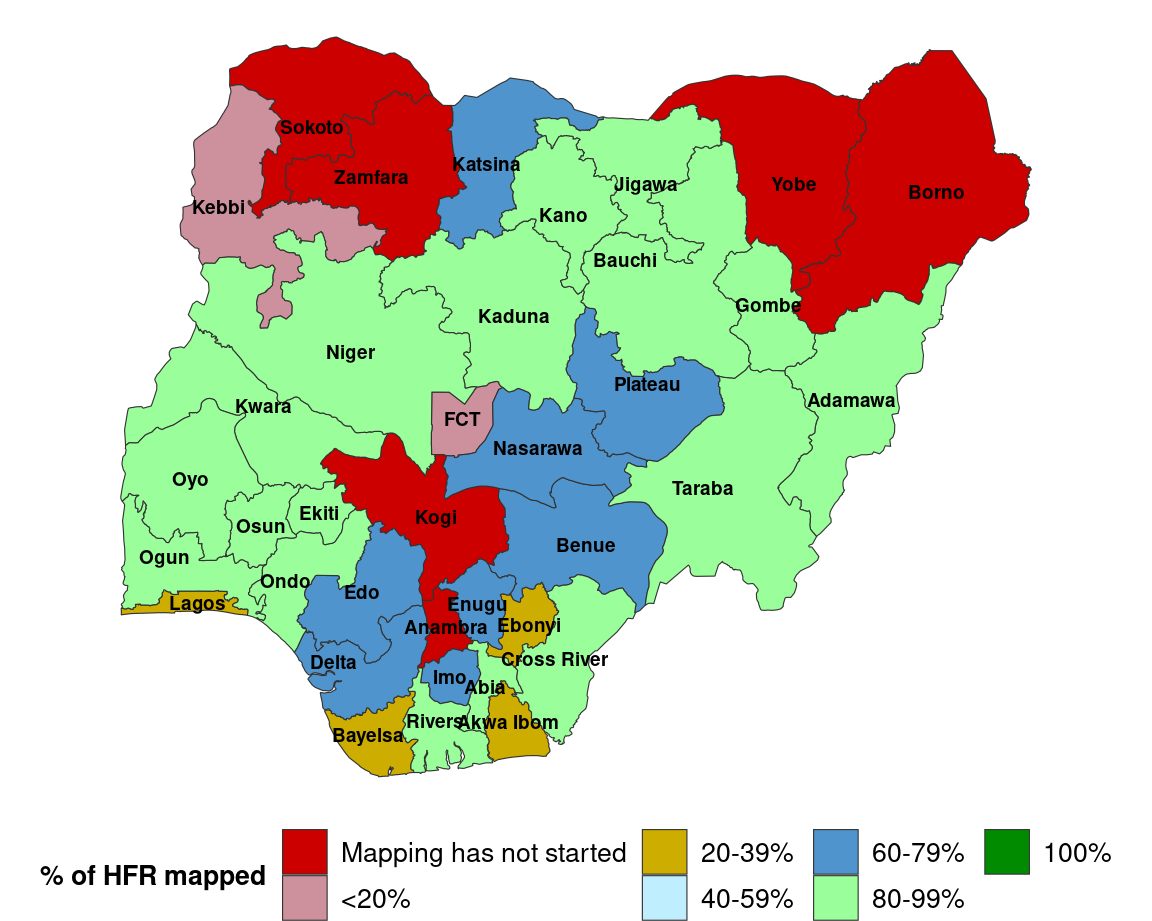 Sokoto
Zamfara
Katsina
Jigawa
Yobe
Borno
Kebbi
Kano
Bauchi
Gombe
Kaduna
Niger
Plateau
Adamawa
Kwara
FCT
Nasarawa
Oyo
Taraba
Osun
Ekiti
Kogi
Benue
Ogun
Ondo
Edo
Lagos
Enugu
Anambra
Ebonyi
Delta
Cross River
Imo
Abia
Rivers
Akwa Ibom
Bayelsa
% of HFR mapped
Mapping has not started
<20%
20-39%
40-59%
60-79%
80-99%
100%